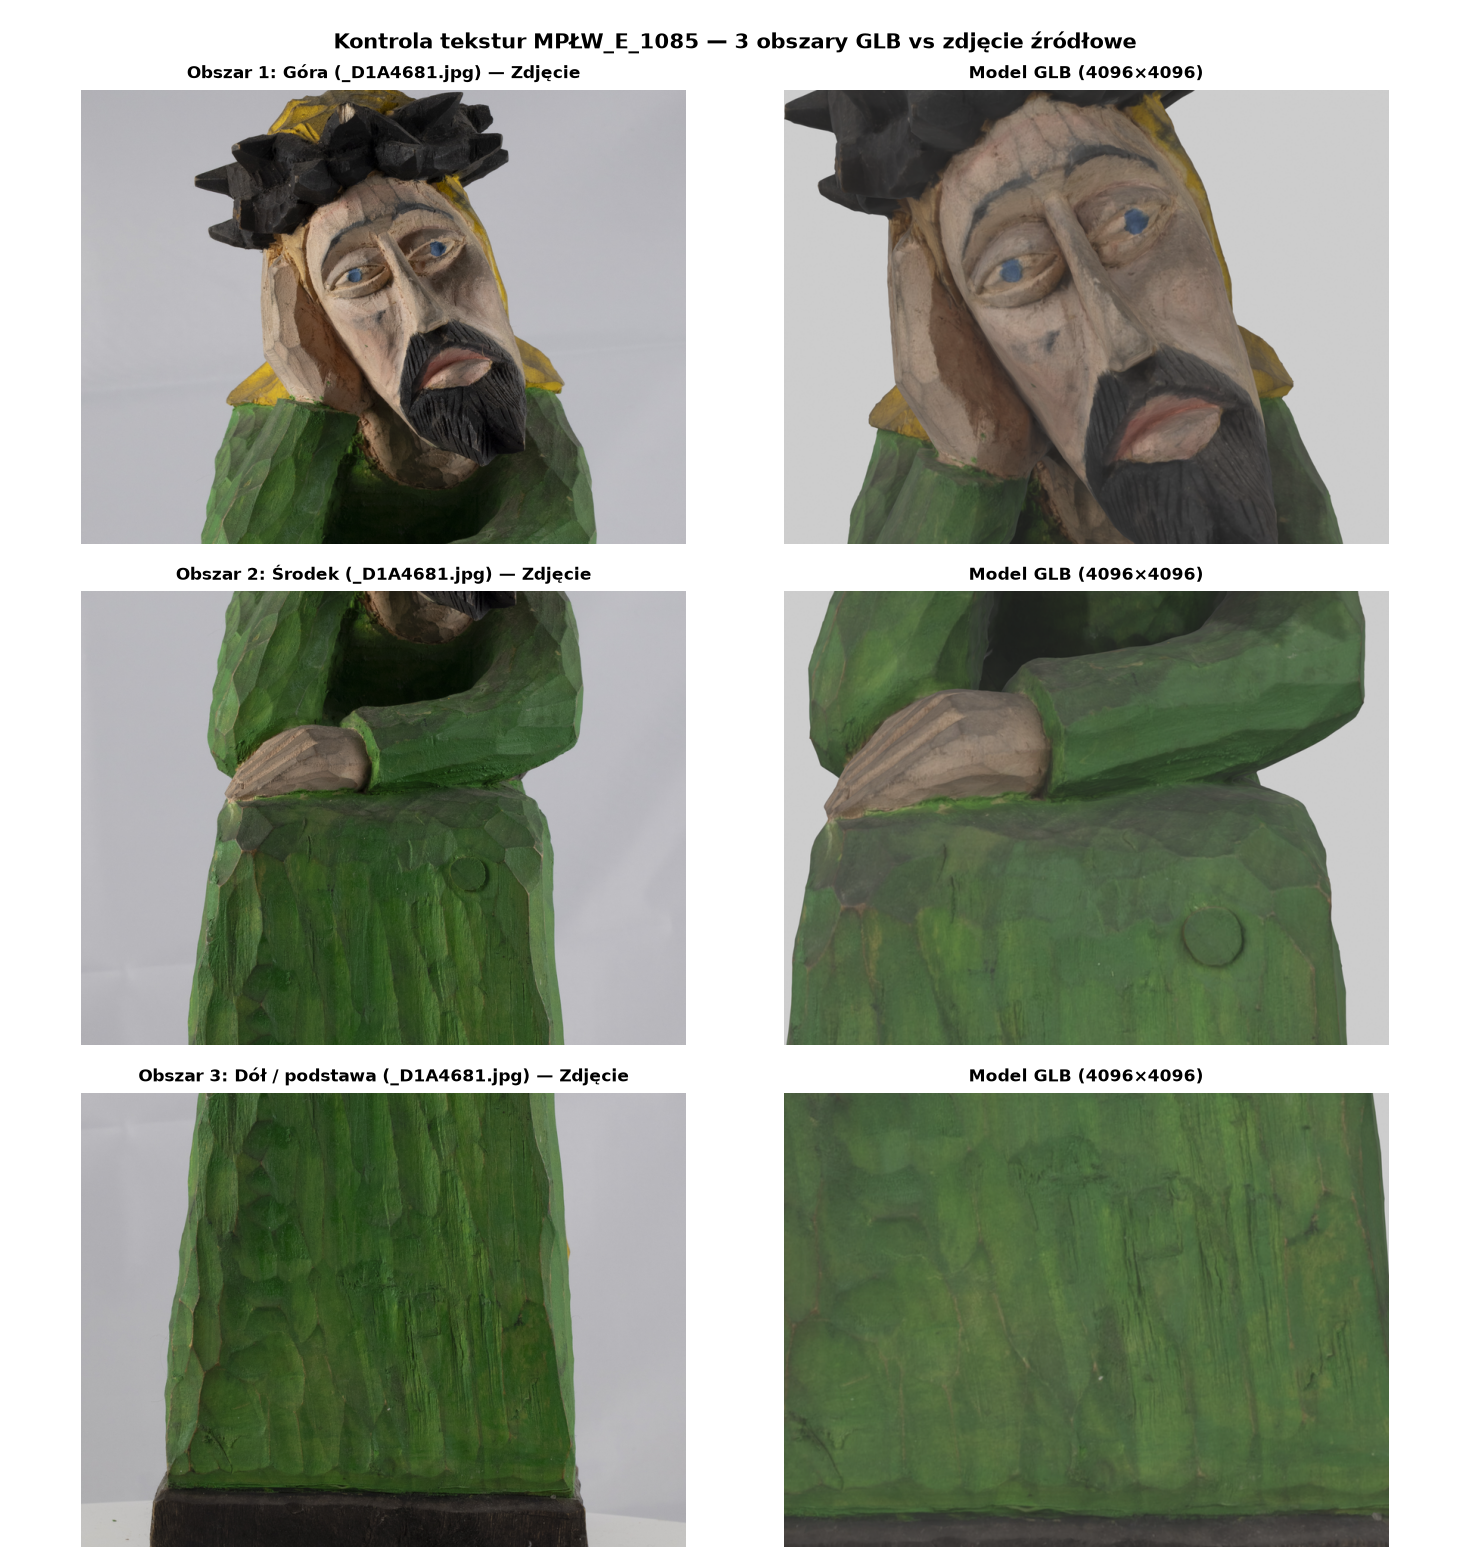 Kontrola tekstur MPŁW_E_1085 — 3 obszary GLB vs zdjęcie źródłowe
Obszar 1: Góra (_D1A4681.jpg) — Zdjęcie
Model GLB (4096×4096)
Obszar 2: Środek (_D1A4681.jpg) — Zdjęcie
Model GLB (4096×4096)
Obszar 3: Dół / podstawa (_D1A4681.jpg) — Zdjęcie
Model GLB (4096×4096)